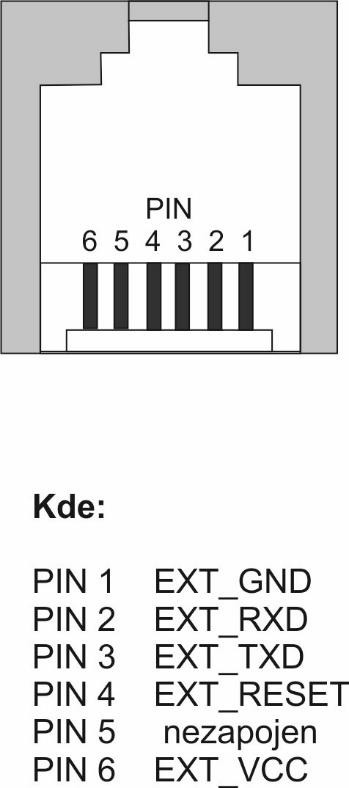 PIN
6 5 4 3 2 1
Kde:
PIN 1 EXT_GND
PIN 2 EXT_RXD
PIN 3 EXT_TXD
PIN 4 EXT_RESET
PIN 5 nezapojen
PIN 6 EXT_VCC